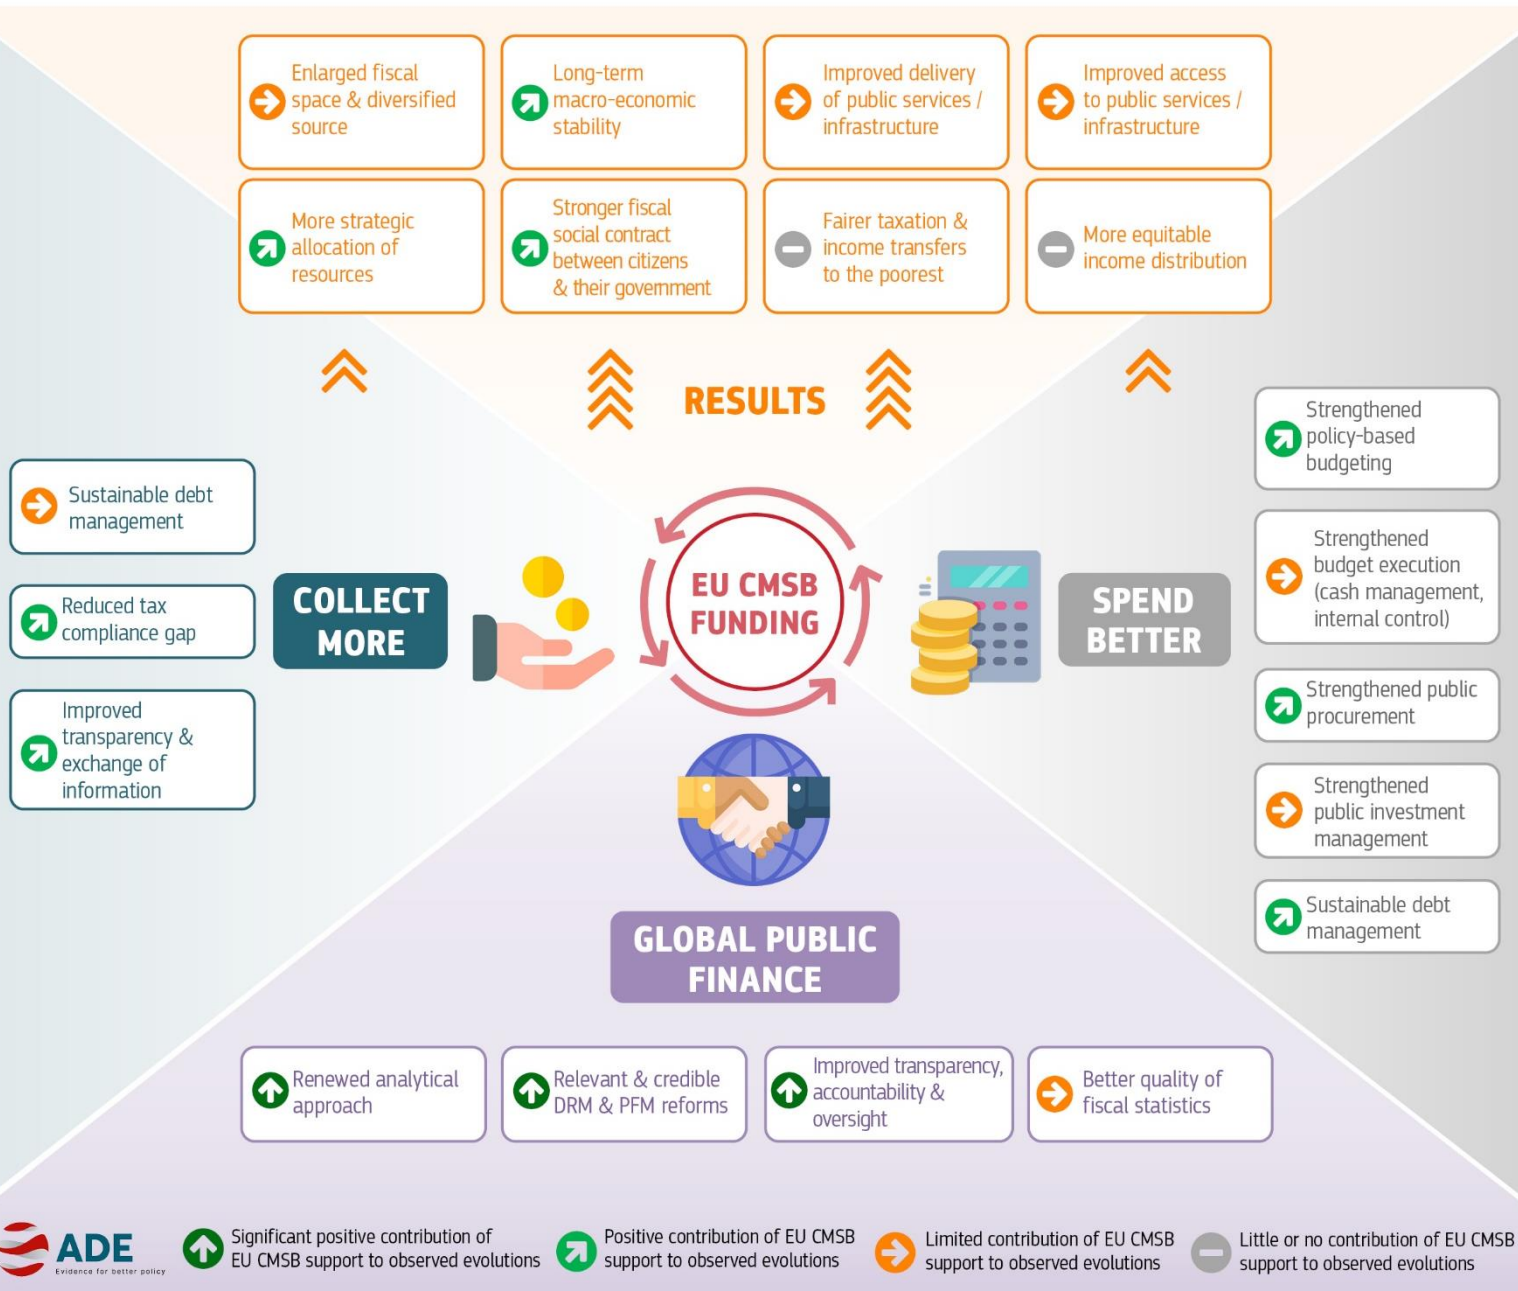 Enlarged fiscal
space & diversified
source
Long-term
macro-economic
stability
Improved delivery
of public services /
infrastructure
Improved access
to public services /
infrastructure
More strategic
allocation of
resources
Stronger fiscal
social contract
between citizens
& their government
Fairer taxation &
income transfers
to the poorest
More equitable
income distribution
RESULTS
Sustainable debt
management
Reduced tax
compliance gap
Improved
transparency &
exchange of
information
COLLECT
MORE
EU CMSB
FUNDING
SPEND
BETTER
Strengthened
policy-based
budgeting
Strengthened
budget execution
(cash management,
internal control)
Strengthened public
procurement
Strengthened
public investment
management
Sustainable debt
management
GLOBAL PUBLIC
FINANCE
Renewed analytical
approach
Relevant & credible
DRM & PFM reforms
Improved transparency,
accountability &
oversight
Better quality of
fiscal statistics
ADE
Evidence for better policy
Significant positive contribution of
EU CMSB support to observed evolutions
Positive contribution of EU CMSB
support to observed evolutions
Limited contribution of EU CMSB
support to observed evolutions
Little or no contribution of EU CMSB
support to observed evolutions